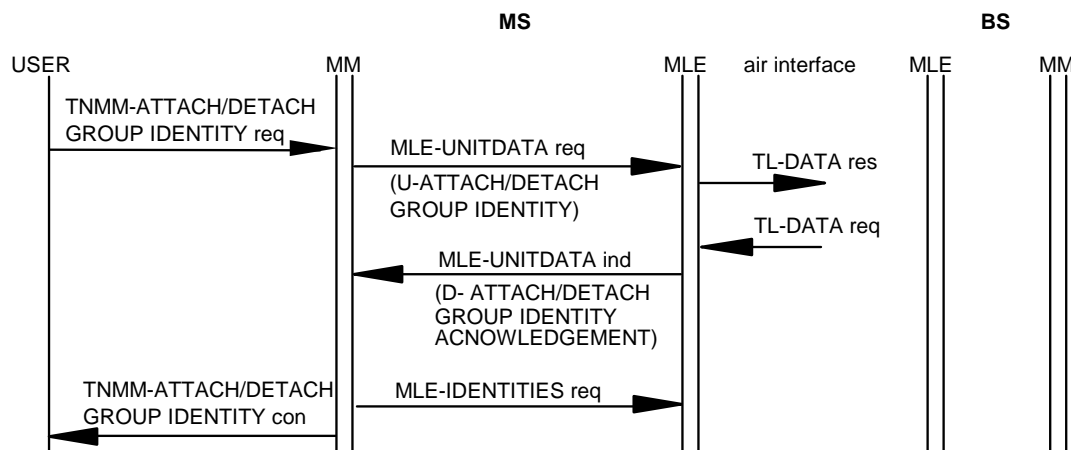 MS BS
USER MM MLE air interface MLE MM
TNMM-ATTACH/DETACH
GROUP IDENTITY req
MLE-UNITDATA req
(U-ATTACH/DETACH
GROUP IDENTITY)
TL-DATA res
TL-DATA req
MLE-UNITDATA ind
(D- ATTACH/DETACH
GROUP IDENTITY
ACNOWLEDGEMENT)
TNMM-ATTACH/DETACH
GROUP IDENTITY con
MLE-IDENTITIES req